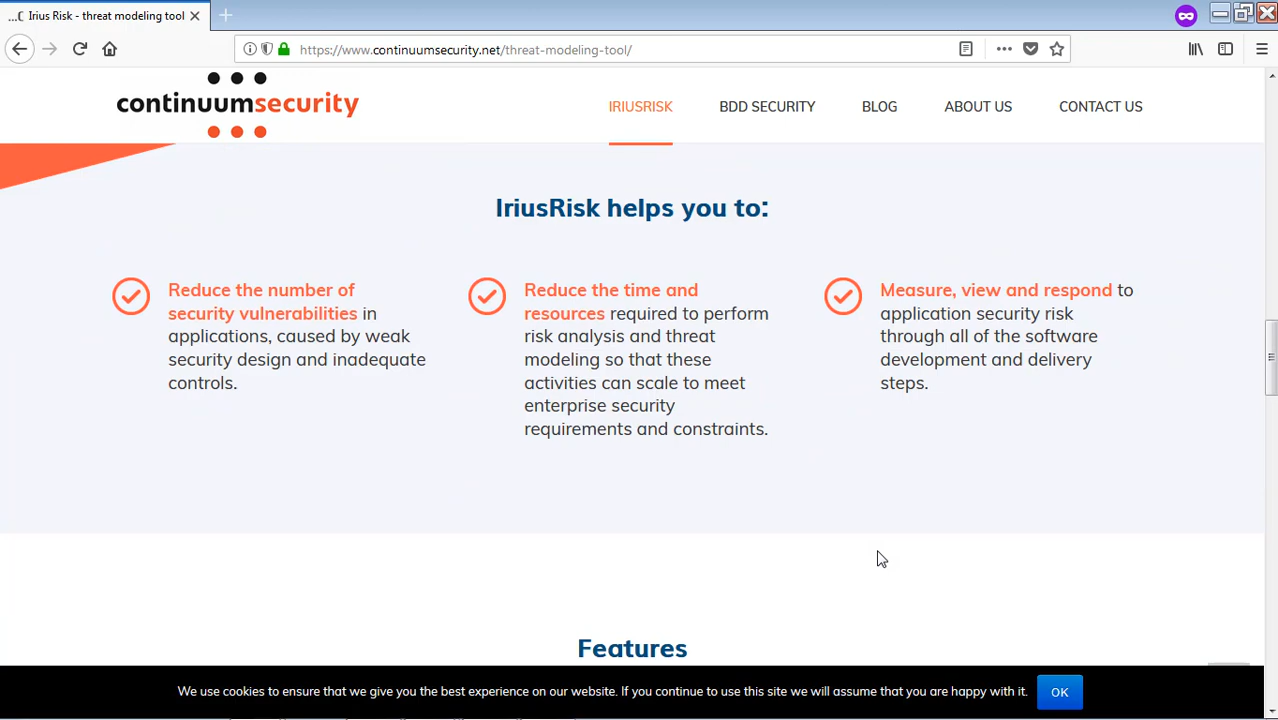 ...C Irius Risk - threat modeling tool
https://www.continuumsecurity.net/threat-modeling-tool/
continuumsecurity
IRIUSRISK
BDD SECURITY
BLOG
ABOUT US
CONTACT US
IriusRisk helps you to:
Reduce the number of
security vulnerabilities in
applications, caused by weak
security design and inadequate
controls.
Reduce the time and
resources required to perform
risk analysis and threat
modeling so that these
activities can scale to meet
enterprise security
requirements and constraints.
Measure, view and respond to
application security risk
through all of the software
development and delivery
steps.
Features
We use cookies to ensure that we give you the best experience on our website. If you continue to use this site we will assume that you are happy with it.
OK